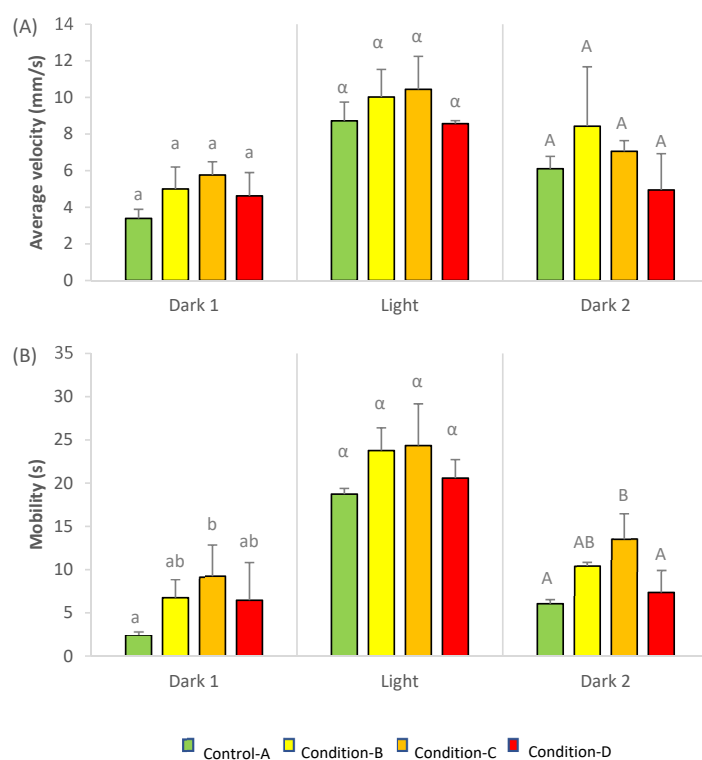 (A)
Average velocity (mm/s)
14
12
10
8
6
4
2
0
a a a a
α α α α
A A A A
Dark 1 Light Dark 2
(B)
Mobility (s)
35
30
25
20
15
10
5
0
a ab b ab
α α α α
A AB B A
Dark 1 Light Dark 2
Control-A Condition-B Condition-C Condition-D